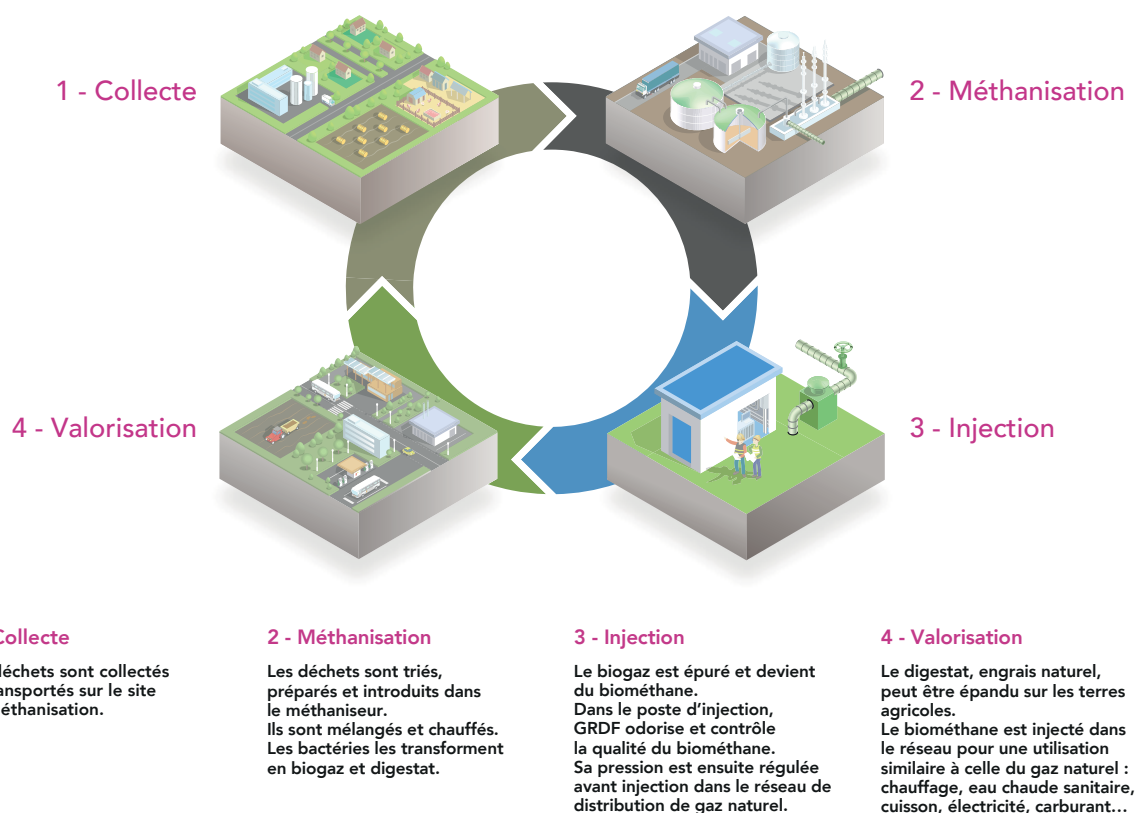 1 - Collecte
2 - Méthanisation
4 - Valorisation
3 - Injection
Collecte
déchets sont collectés
sur le site
2 - Méthanisation
Les déchets sont triés,
préparés et introduits dans
le méthaniseur.
Ils sont mélangés et chauffés.
Les bactéries les transforment
en biogaz et digestat.
3 - Injection
Le biogaz est épuré et devient
du biométhane.
Dans le poste d’injection,
GRDF odorise et contrôle
la qualité du biométhane.
Sa pression est ensuite régulée
avant injection dans le réseau de
distribution de gaz naturel.
4 - Valorisation
Le digestat, engrais naturel,
peut être épandu sur les terres
agricoles.
Le biométhane est injecté dans
le réseau pour une utilisation
similaire à celle du gaz naturel :
chauffage, eau chaude sanitaire,
cuisson, électricité, carburant…